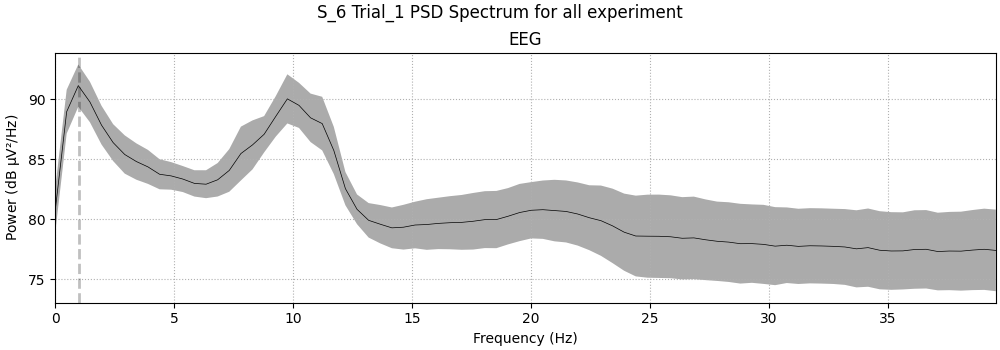 S_6 Trial_1 PSD Spectrum for all experiment
EEG
Power (dB µV²/Hz)
90
85
80
75
0 5 10 15 20 25 30 35
Frequency (Hz)